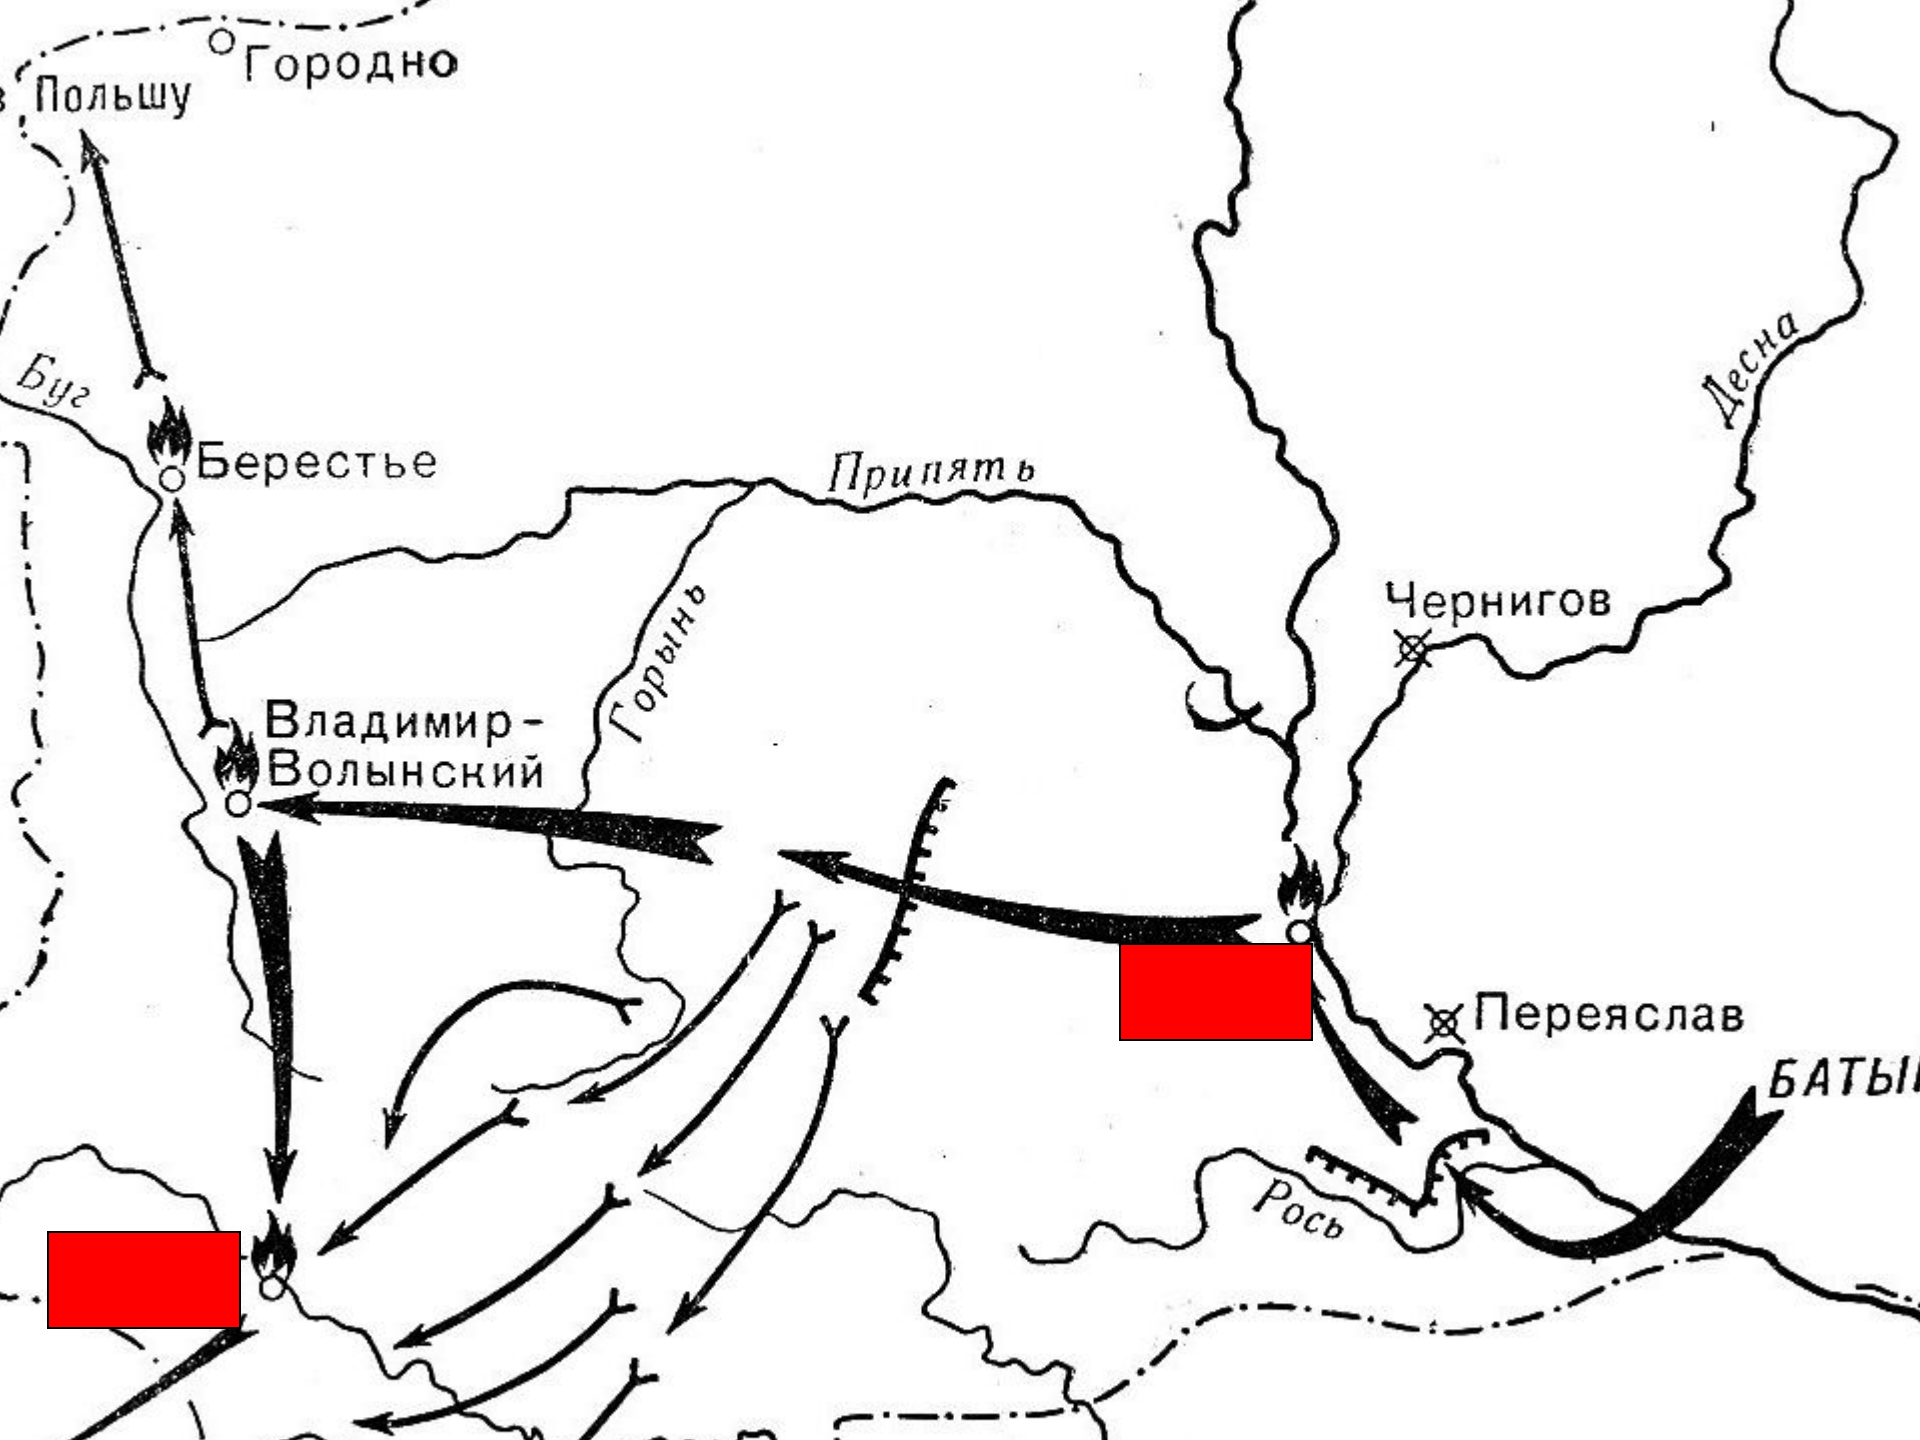 Городно
в Польшу
Буг
Берестье
Припять
Десна
Горынь
Чернигов
Владимир-
Волынский
Переяслав
БАТЫ
Рось